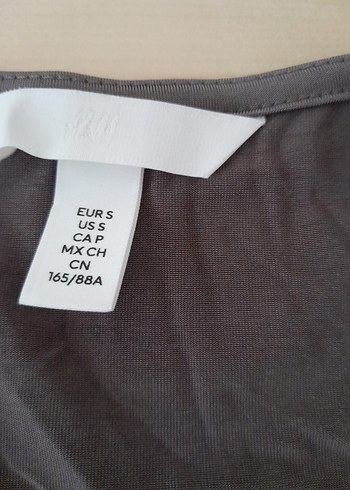 H&M
EUR S
US S
CA P
MX CH
CN
165/88A